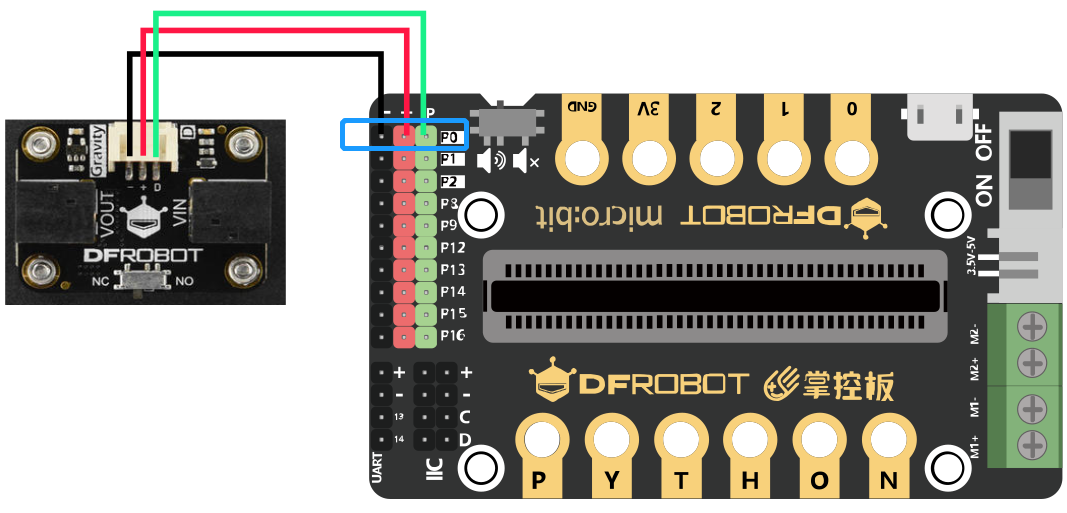 Gravity
D
- + D
VOUT
VIN
DFROBOT
NC
NO
- + P
P0
P1
P2
P8
P9
P12
P13
P14
P15
P16
+
-
13
14
UART
+
-
C
D
IIC
×
GND
3V
2
1
0
ON OFF
DFROBOT micro:bit
3.5V-5V
M2-
M2+
M1-
M1+
DFROBOT 掌控板
P Y T H O N